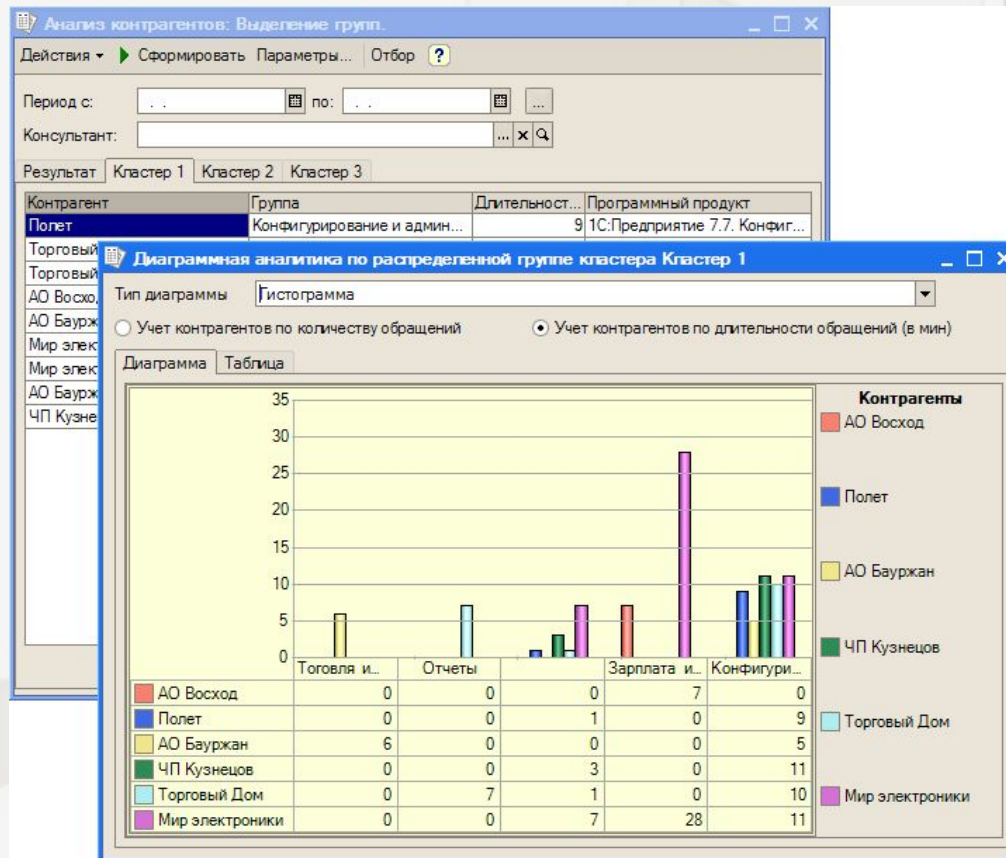 Анализ контрагентов: Выделение групп.
Действия Сформировать Параметры... Отбор ?
Период с: . . по: . . ...
Консультант: ... x
Результат Кластер 1 Кластер 2 Кластер 3
Контрагент Группа Длительност... Программный продукт
Полет Конфигурирование и админ... 9 1С:Предприятие 7.7. Конфиг...
Торговый
Торговый
АО Восхо
АО Баурж
Мир элек
Мир элек
АО Баурж
ЧП Кузне
Диаграммная аналитика по распределенной группе кластера Кластер 1
Тип диаграммы Гистограмма
Учет контрагентов по количеству обращений Учет контрагентов по длительности обращений (в мин)
Диаграмма Таблица
35
30
25
20
15
10
5
0
Контрагенты
АО Восход
Полет
АО Бауржан
ЧП Кузнецов
Торговый Дом
Мир электроники
Тоговля и... Отчеты Зарплата и... Конфигури...
АО Восход 0 0 0 7 0
Полет 0 0 1 0 9
АО Бауржан 6 0 0 0 5
ЧП Кузнецов 0 0 3 0 11
Торговый Дом 0 7 1 0 10
Мир электроники 0 0 7 28 11